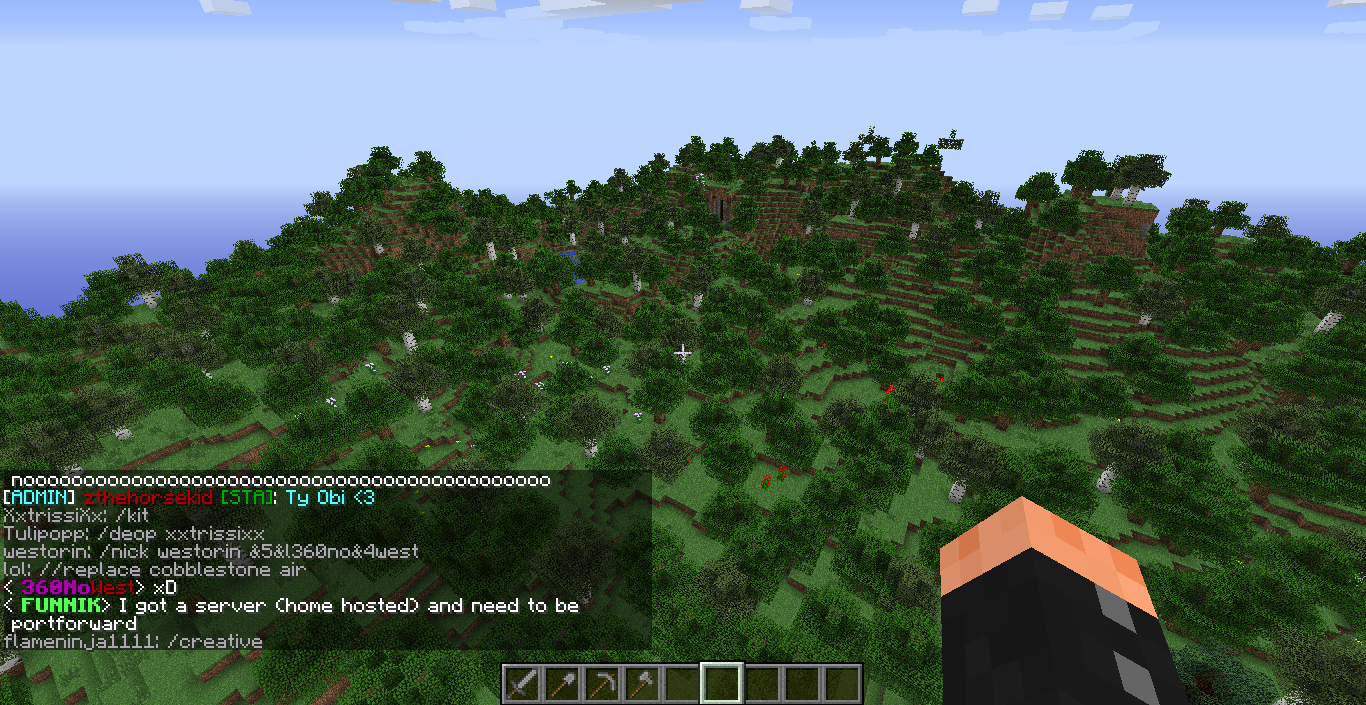 nooooooooooooooooooooooooooooooooooooooooooo
[ADMIN] zthehorsekid [STA]: Ty Obi <3
XxtrissiXx: /kit
Tulipopp: /deop xxtrissixx
westorin: /nick westorin &5&l360no&4west
lol: //replace cobblestone air
< 360NoWest> xD
< FUNNIK> I got a server (home hosted) and need to be
portforward
flameninja1111: /creative